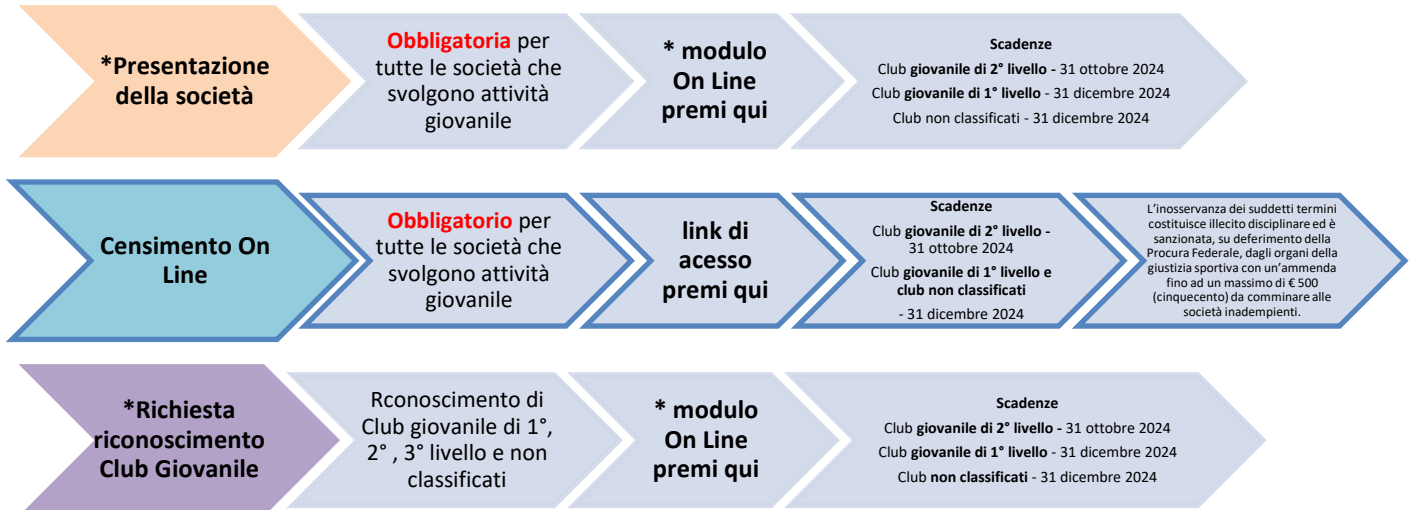 *Presentazione
della società
Obbligatoria per
tutte le società che
svolgono attività
giovanile
* modulo
On Line
premi qui
Scadenze
Club giovanile di 2° livello - 31 ottobre 2024
Club giovanile di 1° livello - 31 dicembre 2024
Club non classificati - 31 dicembre 2024
Censimento On
Line
Obbligatorio per
tutte le società che
svolgono attività
giovanile
link di
acesso
premi qui
Scadenze
Club giovanile di 2° livello -
31 ottobre 2024
Club giovanile di 1° livello e
club non classificati
- 31 dicembre 2024
L'inosservanza dei suddetti termini
costituisce illecito disciplinare ed è
sanzionata, su deferimento della
Procura Federale, dagli organi della
giustizia sportiva con un'ammenda
fino ad un massimo di € 500
(cinquecento) da comminare alle
società inadempienti.
*Richiesta
riconoscimento
Club Giovanile
Rconoscimento di
Club giovanile di 1°,
2° , 3° livello e non
classificati
* modulo
On Line
premi qui
Scadenze
Club giovanile di 2° livello - 31 ottobre 2024
Club giovanile di 1° livello - 31 dicembre 2024
Club non classificati - 31 dicembre 2024